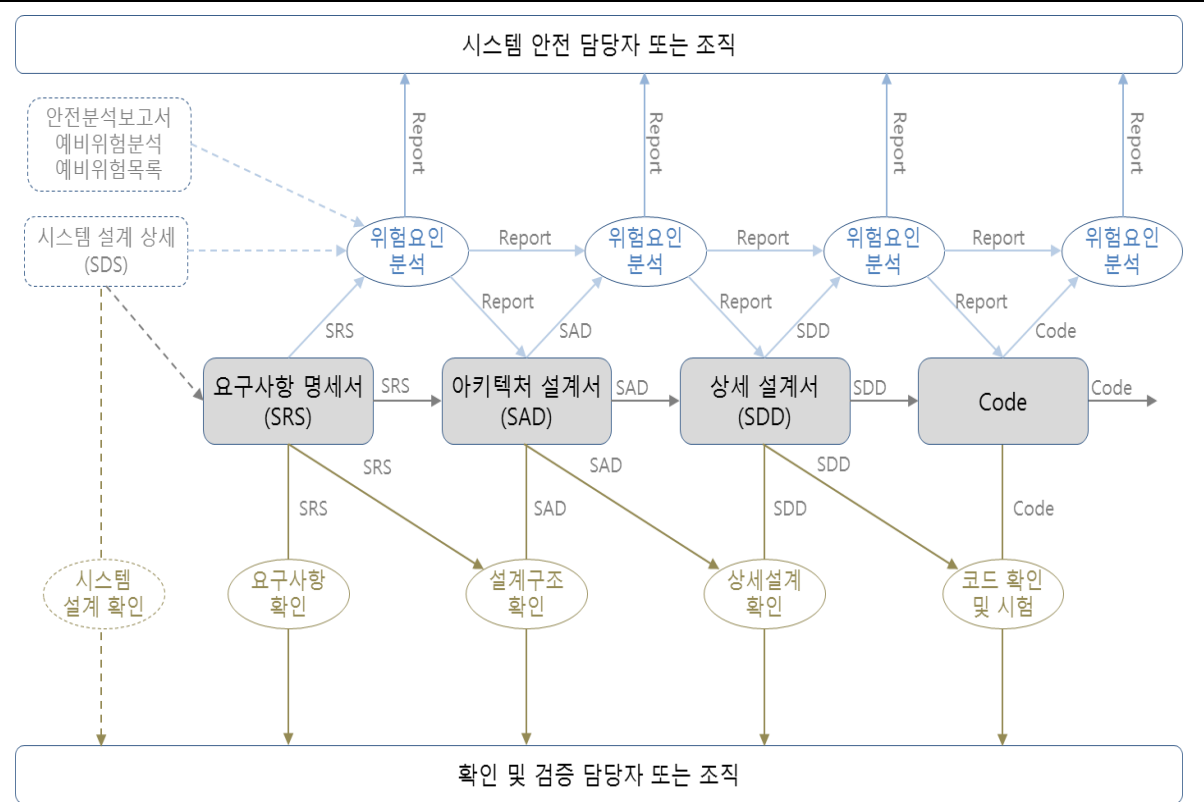 시스템 안전 담당자 또는 조직
안전분석보고서
예비위험분석
예비위험목록
Report
Report
Report
Report
시스템 설계 상세
(SDS)
위험요인
분석
Report
위험요인
분석
Report
위험요인
분석
Report
위험요인
분석
SRS
Report
SAD
Report
SDD
Report
Code
요구사항 명세서
(SRS)
SRS
아키텍처 설계서
(SAD)
SAD
상세 설계서
(SDD)
SDD
Code
Code
SRS
SAD
SDD
SRS
SAD
SDD
Code
시스템
설계 확인
요구사항
확인
설계구조
확인
상세설계
확인
코드 확인
및 시험
확인 및 검증 담당자 또는 조직